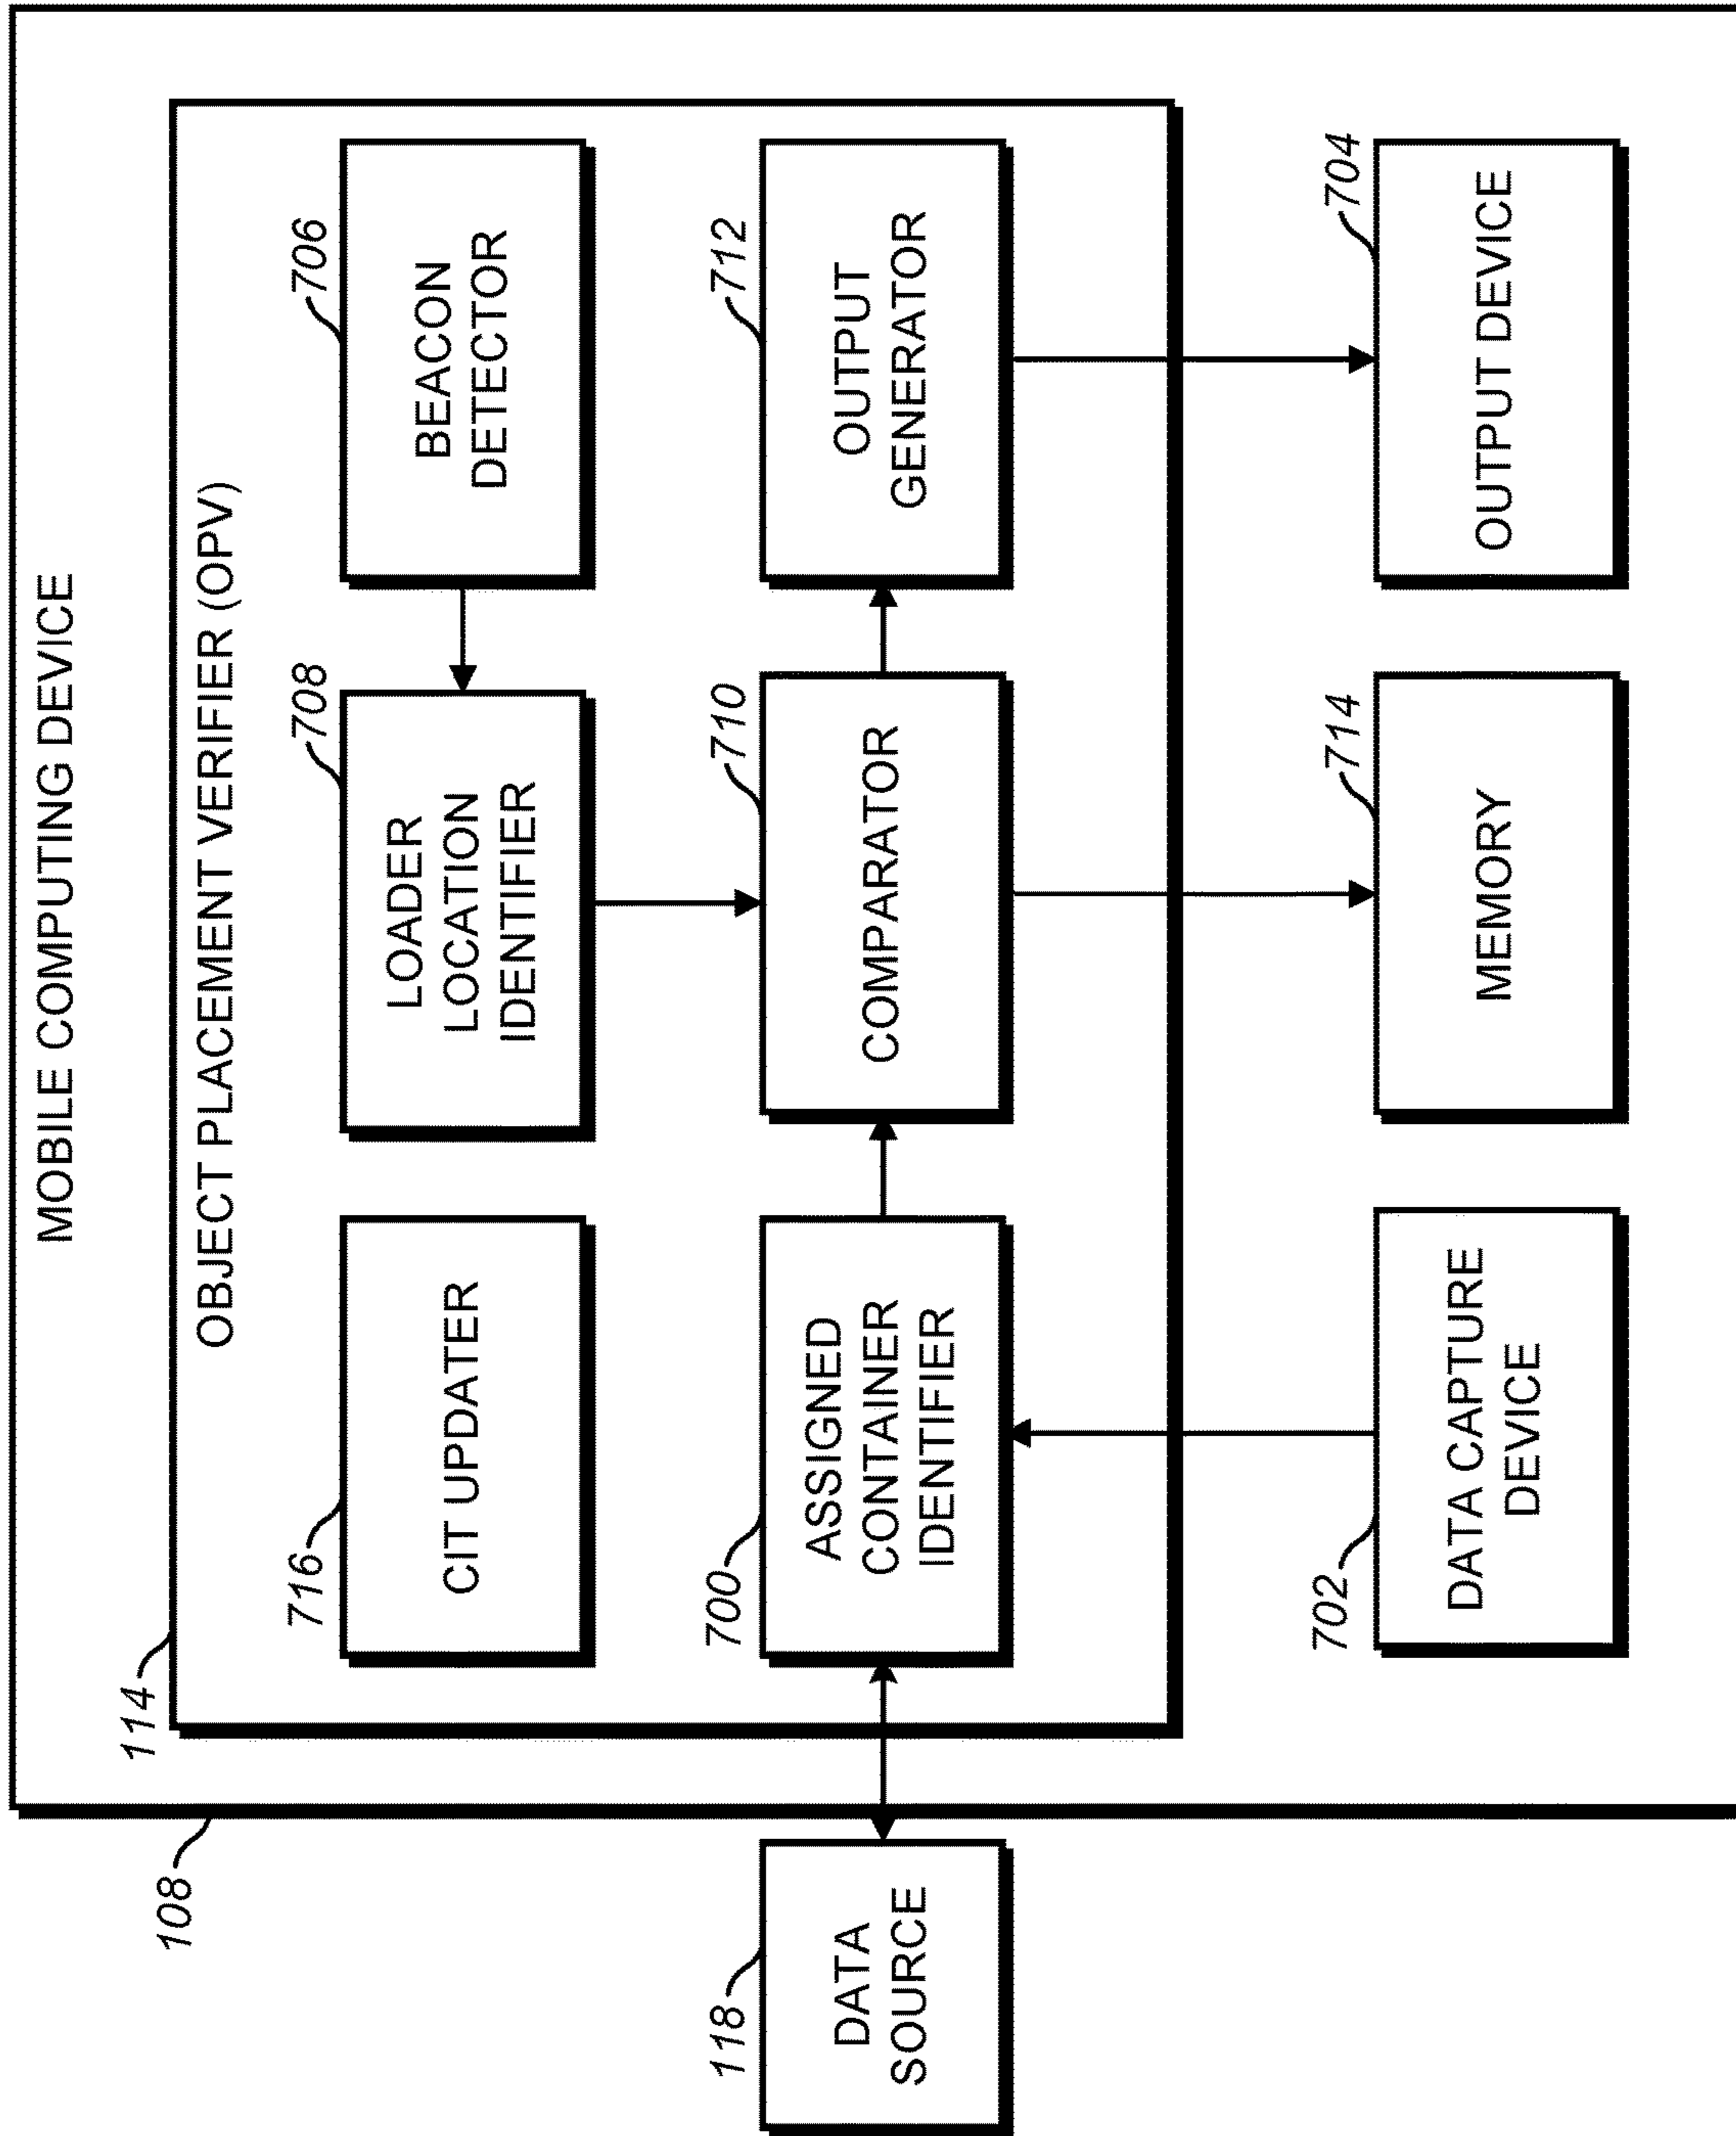 MOBILE COMPUTING DEVICE
108
114
OBJECT PLACEMENT VERIFIER (OPV)
716
CIT UPDATER
708
LOADER
LOCATION
IDENTIFIER
706
BEACON
DETECTOR
118
DATA
SOURCE
700
ASSIGNED
CONTAINER
IDENTIFIER
710
COMPARATOR
712
OUTPUT
GENERATOR
702
DATA CAPTURE
DEVICE
714
MEMORY
704
OUTPUT DEVICE